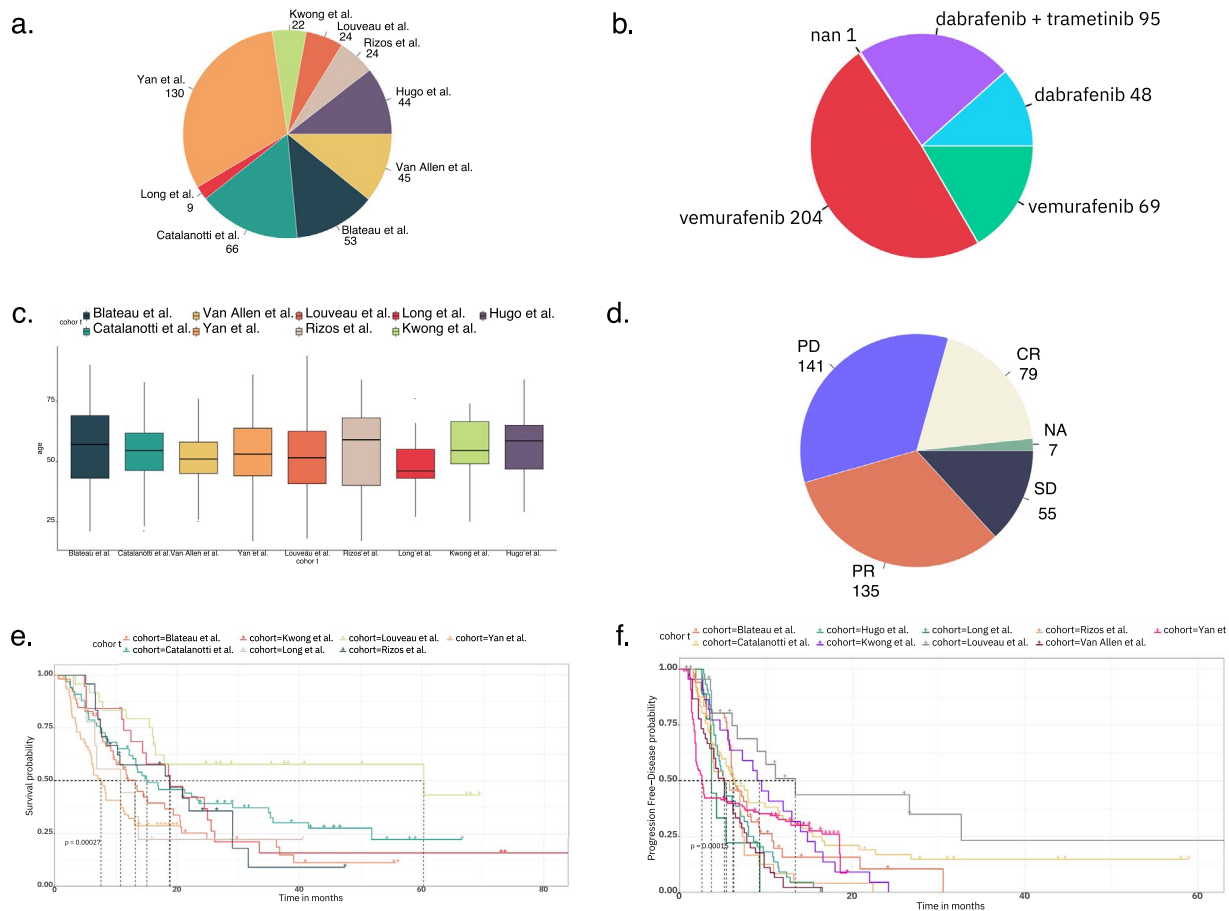 a.
Kwong et al.
22
Louveau et al.
24
Rizos et al.
24
Hugo et al.
44
Yan et al.
130
Van Allen et al.
45
Long et al.
9
Catalanotti et al.
66
Blateau et al.
53
b.
dabrafenib + trametinib 95
nan 1
dabrafenib 48
vemurafenib 204
vemurafenib 69
c.
cohort Blateau et al. Van Allen et al. Louveau et al. Long et al. Hugo et al.
Catalanotti et al. Yan et al. Rizos et al. Kwong et al.
75
age
50
25
Blateau et al. Catalanotti et al. Van Allen et al. Yan et al. Louveau et al. Rizos et al. Long et al. Kwong et al. Hugo et al.
cohort
d.
PD
141
CR
79
NA
7
SD
55
PR
135
e.
cohort cohort=Blateau et al. cohort=Kwong et al. cohort=Louveau et al. cohort=Yan et al.
cohort=Catalanotti et al. cohort=Long et al. cohort=Rizos et al.
1.00
0.75
Survival probability
0.50
0.25
p = 0.00027
0.00
0 20 40 60 80
Time in months
f.
cohort cohort=Blateau et al. cohort=Hugo et al. cohort=Long et al. cohort=Rizos et al. cohort=Yan et
cohort=Catalanotti et al. cohort=Kwong et al. cohort=Louveau et al. cohort=Van Allen et al.
1.00
0.75
Progression Free-Disease probability
0.50
0.25
0.00
0 20 40 60
Time in months